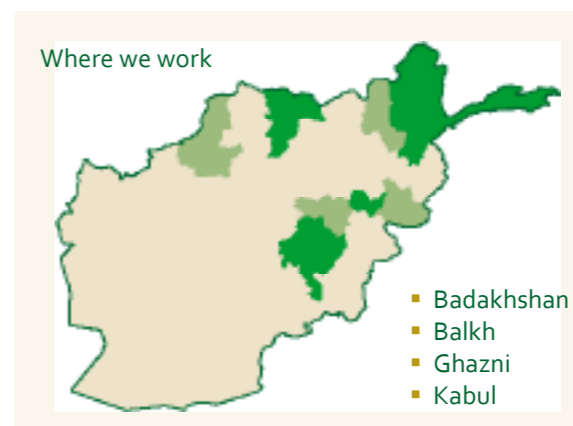 Where we work
▪ Badakhshan
▪ Balkh
▪ Ghazni
▪ Kabul